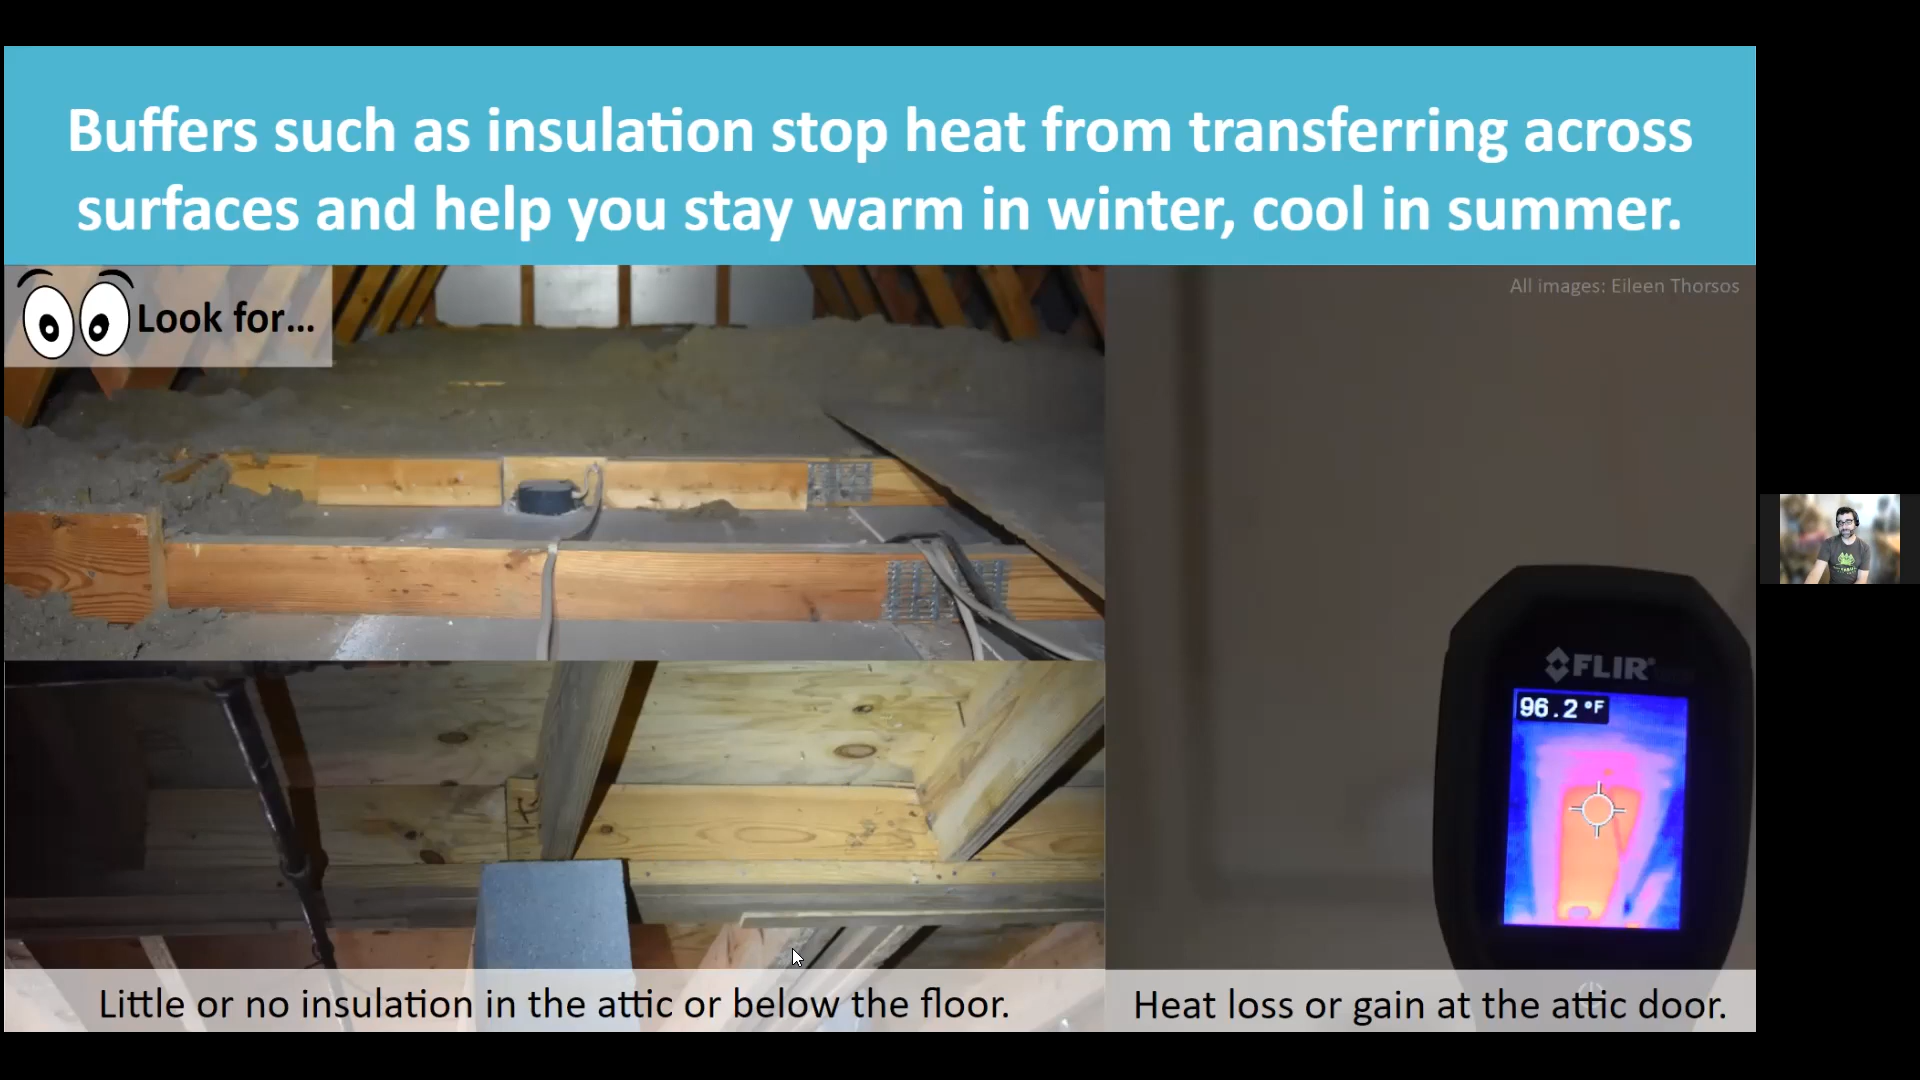 Buffers such as insulation stop heat from transferring across
surfaces and help you stay warm in winter, cool in summer.
Look for...
All images: Eileen Thorsos
FLIR
96.2 °F
Little or no insulation in the attic or below the floor.
Heat loss or gain at the attic door.